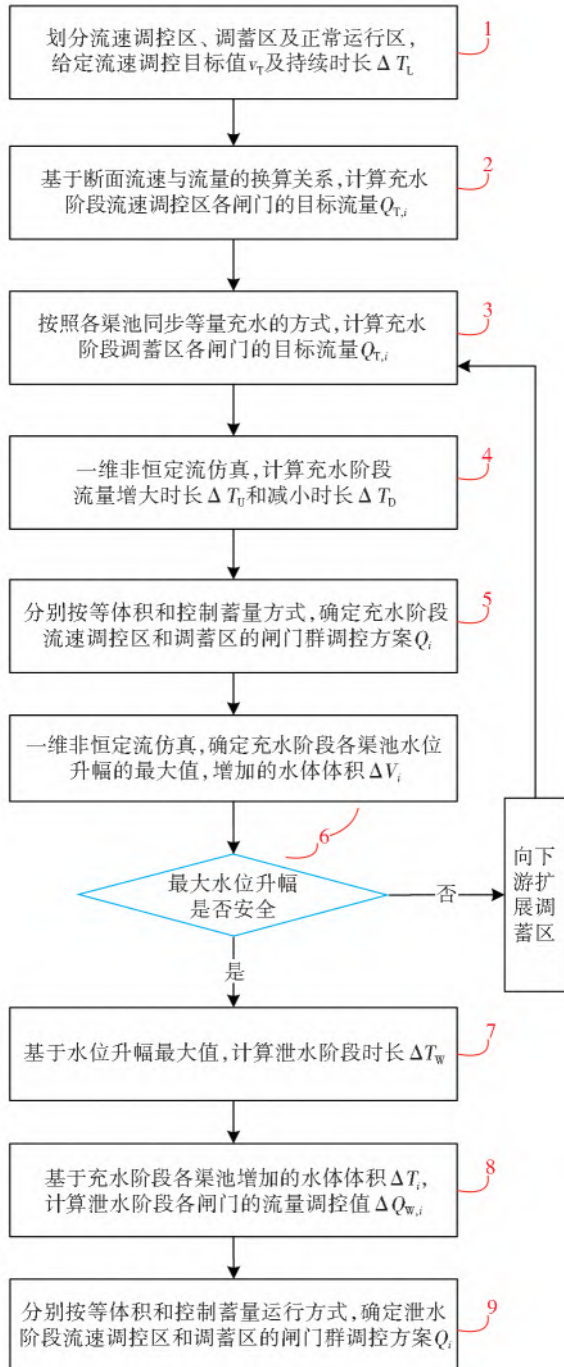 划分流速调控区、调蓄区及正常运行区,
给定流速调控目标值v_T及持续时长ΔT_L
1
基于断面流速与流量的换算关系,计算充水
阶段流速调控区各闸门的目标流量Q_T,i
2
按照各渠池同步等量充水的方式,计算充水
阶段调蓄区各闸门的目标流量Q_T,i
3
一维非恒定流仿真,计算充水阶段
流量增大时长ΔT_U和减小时长ΔT_D
4
分别按等体积和控制蓄量方式,确定充水阶段
流速调控区和调蓄区的闸门群调控方案Q_i
5
一维非恒定流仿真,确定充水阶段各渠池水位
升幅的最大值,增加的水体体积ΔV_i
6
最大水位升幅
是否安全
否
向下
游扩
展调
蓄区
是
基于水位升幅最大值,计算泄水阶段时长ΔT_W
7
基于充水阶段各渠池增加的水体体积ΔT_i,
计算泄水阶段各闸门的流量调控值ΔQ_W,i
8
分别按等体积和控制蓄量运行方式,确定泄水
阶段流速调控区和调蓄区的闸门群调控方案Q_i
9